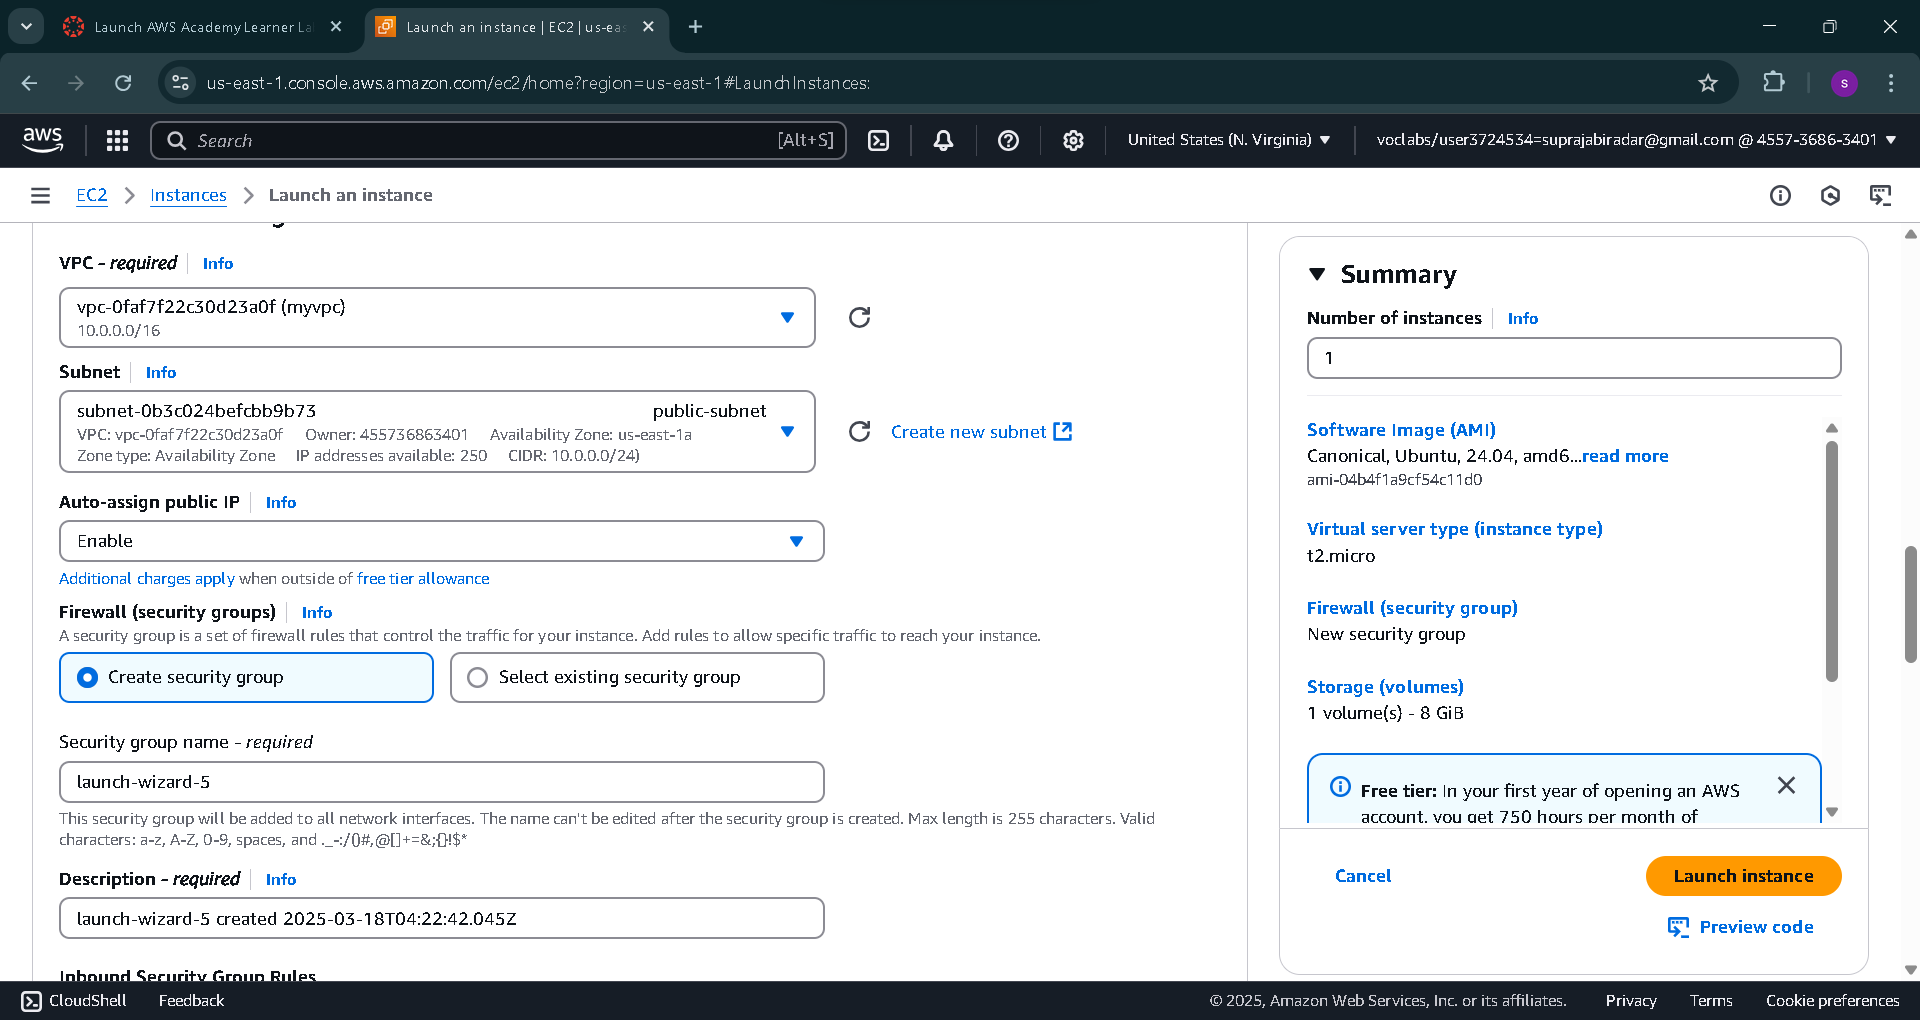 Launch AWS Academy Learner La
Launch an instance | EC2 | us-eas
us-east-1.console.aws.amazon.com/ec2/home?region=us-east-1#LaunchInstances:
s
aws
Search
[Alt+S]
United States (N. Virginia)
voclabs/user3724534=suprajabiradar@gmail.com @ 4557-3686-3401
EC2
Instances
Launch an instance
VPC - required
Info
vpc-0faf7f22c30d23a0f (myvpc)
10.0.0.0/16
Subnet
Info
subnet-0b3c024befcbb9b73 public-subnet
VPC: vpc-0faf7f22c30d23a0f Owner: 455736863401 Availability Zone: us-east-1a
Zone type: Availability Zone IP addresses available: 250 CIDR: 10.0.0.0/24)
Create new subnet
Auto-assign public IP
Info
Enable
Additional charges apply when outside of free tier allowance
Firewall (security groups)
Info
A security group is a set of firewall rules that control the traffic for your instance. Add rules to allow specific traffic to reach your instance.
Create security group
Select existing security group
Security group name - required
launch-wizard-5
This security group will be added to all network interfaces. The name can't be edited after the security group is created. Max length is 255 characters. Valid
characters: a-z, A-Z, 0-9, spaces, and ._-:/()#,@[]+=&;{}!$*
Description - required
Info
launch-wizard-5 created 2025-03-18T04:22:42.045Z
Inbound Security Group Rules
Summary
Number of instances
Info
1
Software Image (AMI)
Canonical, Ubuntu, 24.04, amd6...read more
ami-04b4f1a9cf54c11d0
Virtual server type (instance type)
t2.micro
Firewall (security group)
New security group
Storage (volumes)
1 volume(s) - 8 GiB
Free tier: In your first year of opening an AWS
account, you get 750 hours per month of
Cancel
Launch instance
Preview code
CloudShell
Feedback
© 2025, Amazon Web Services, Inc. or its affiliates.
Privacy
Terms
Cookie preferences